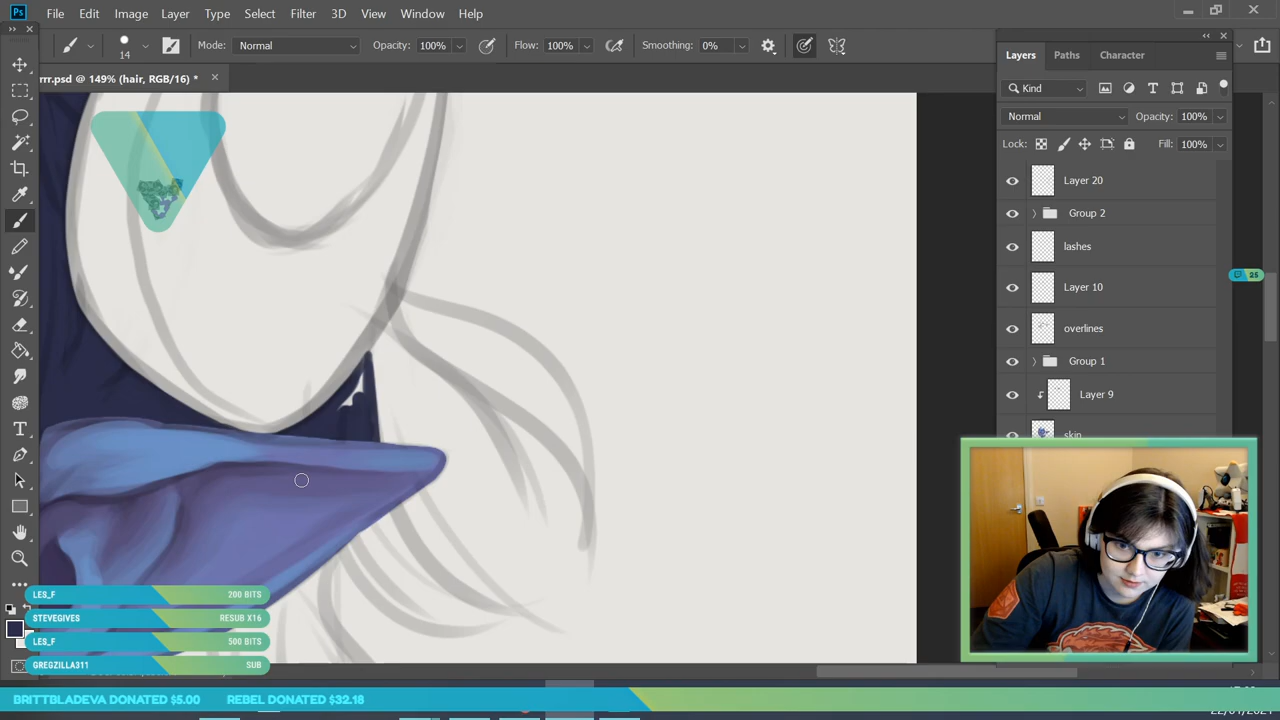 Ps File Edit Image Layer Type Select Filter 3D View Window Help
14 Mode: Normal Opacity: 100% Flow: 100% Smoothing: 0%
rrr.psd @ 149% (hair, RGB/16) *
Layers Paths Character
Kind
Normal Opacity: 100%
Lock: Fill: 100%
Layer 20
Group 2
lashes
Layer 10
25
overlines
Group 1
Layer 9
skin
LES_F 200 BITS
STEVEGIVES RESUB X16
LES_F 500 BITS
GREGZILLA311 SUB
BRITTBLADEVA DONATED $5.00 REBEL DONATED $32.18